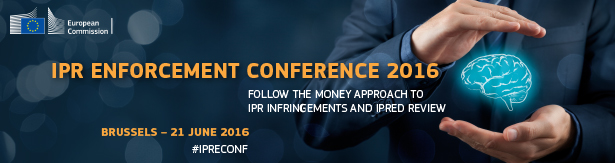 European
Commission
IPR ENFORCEMENT CONFERENCE 2016
FOLLOW THE MONEY APPROACH TO
IPR INFRINGEMENTS AND IPRED REVIEW
BRUSSELS – 21 JUNE 2016
#IPRECONF